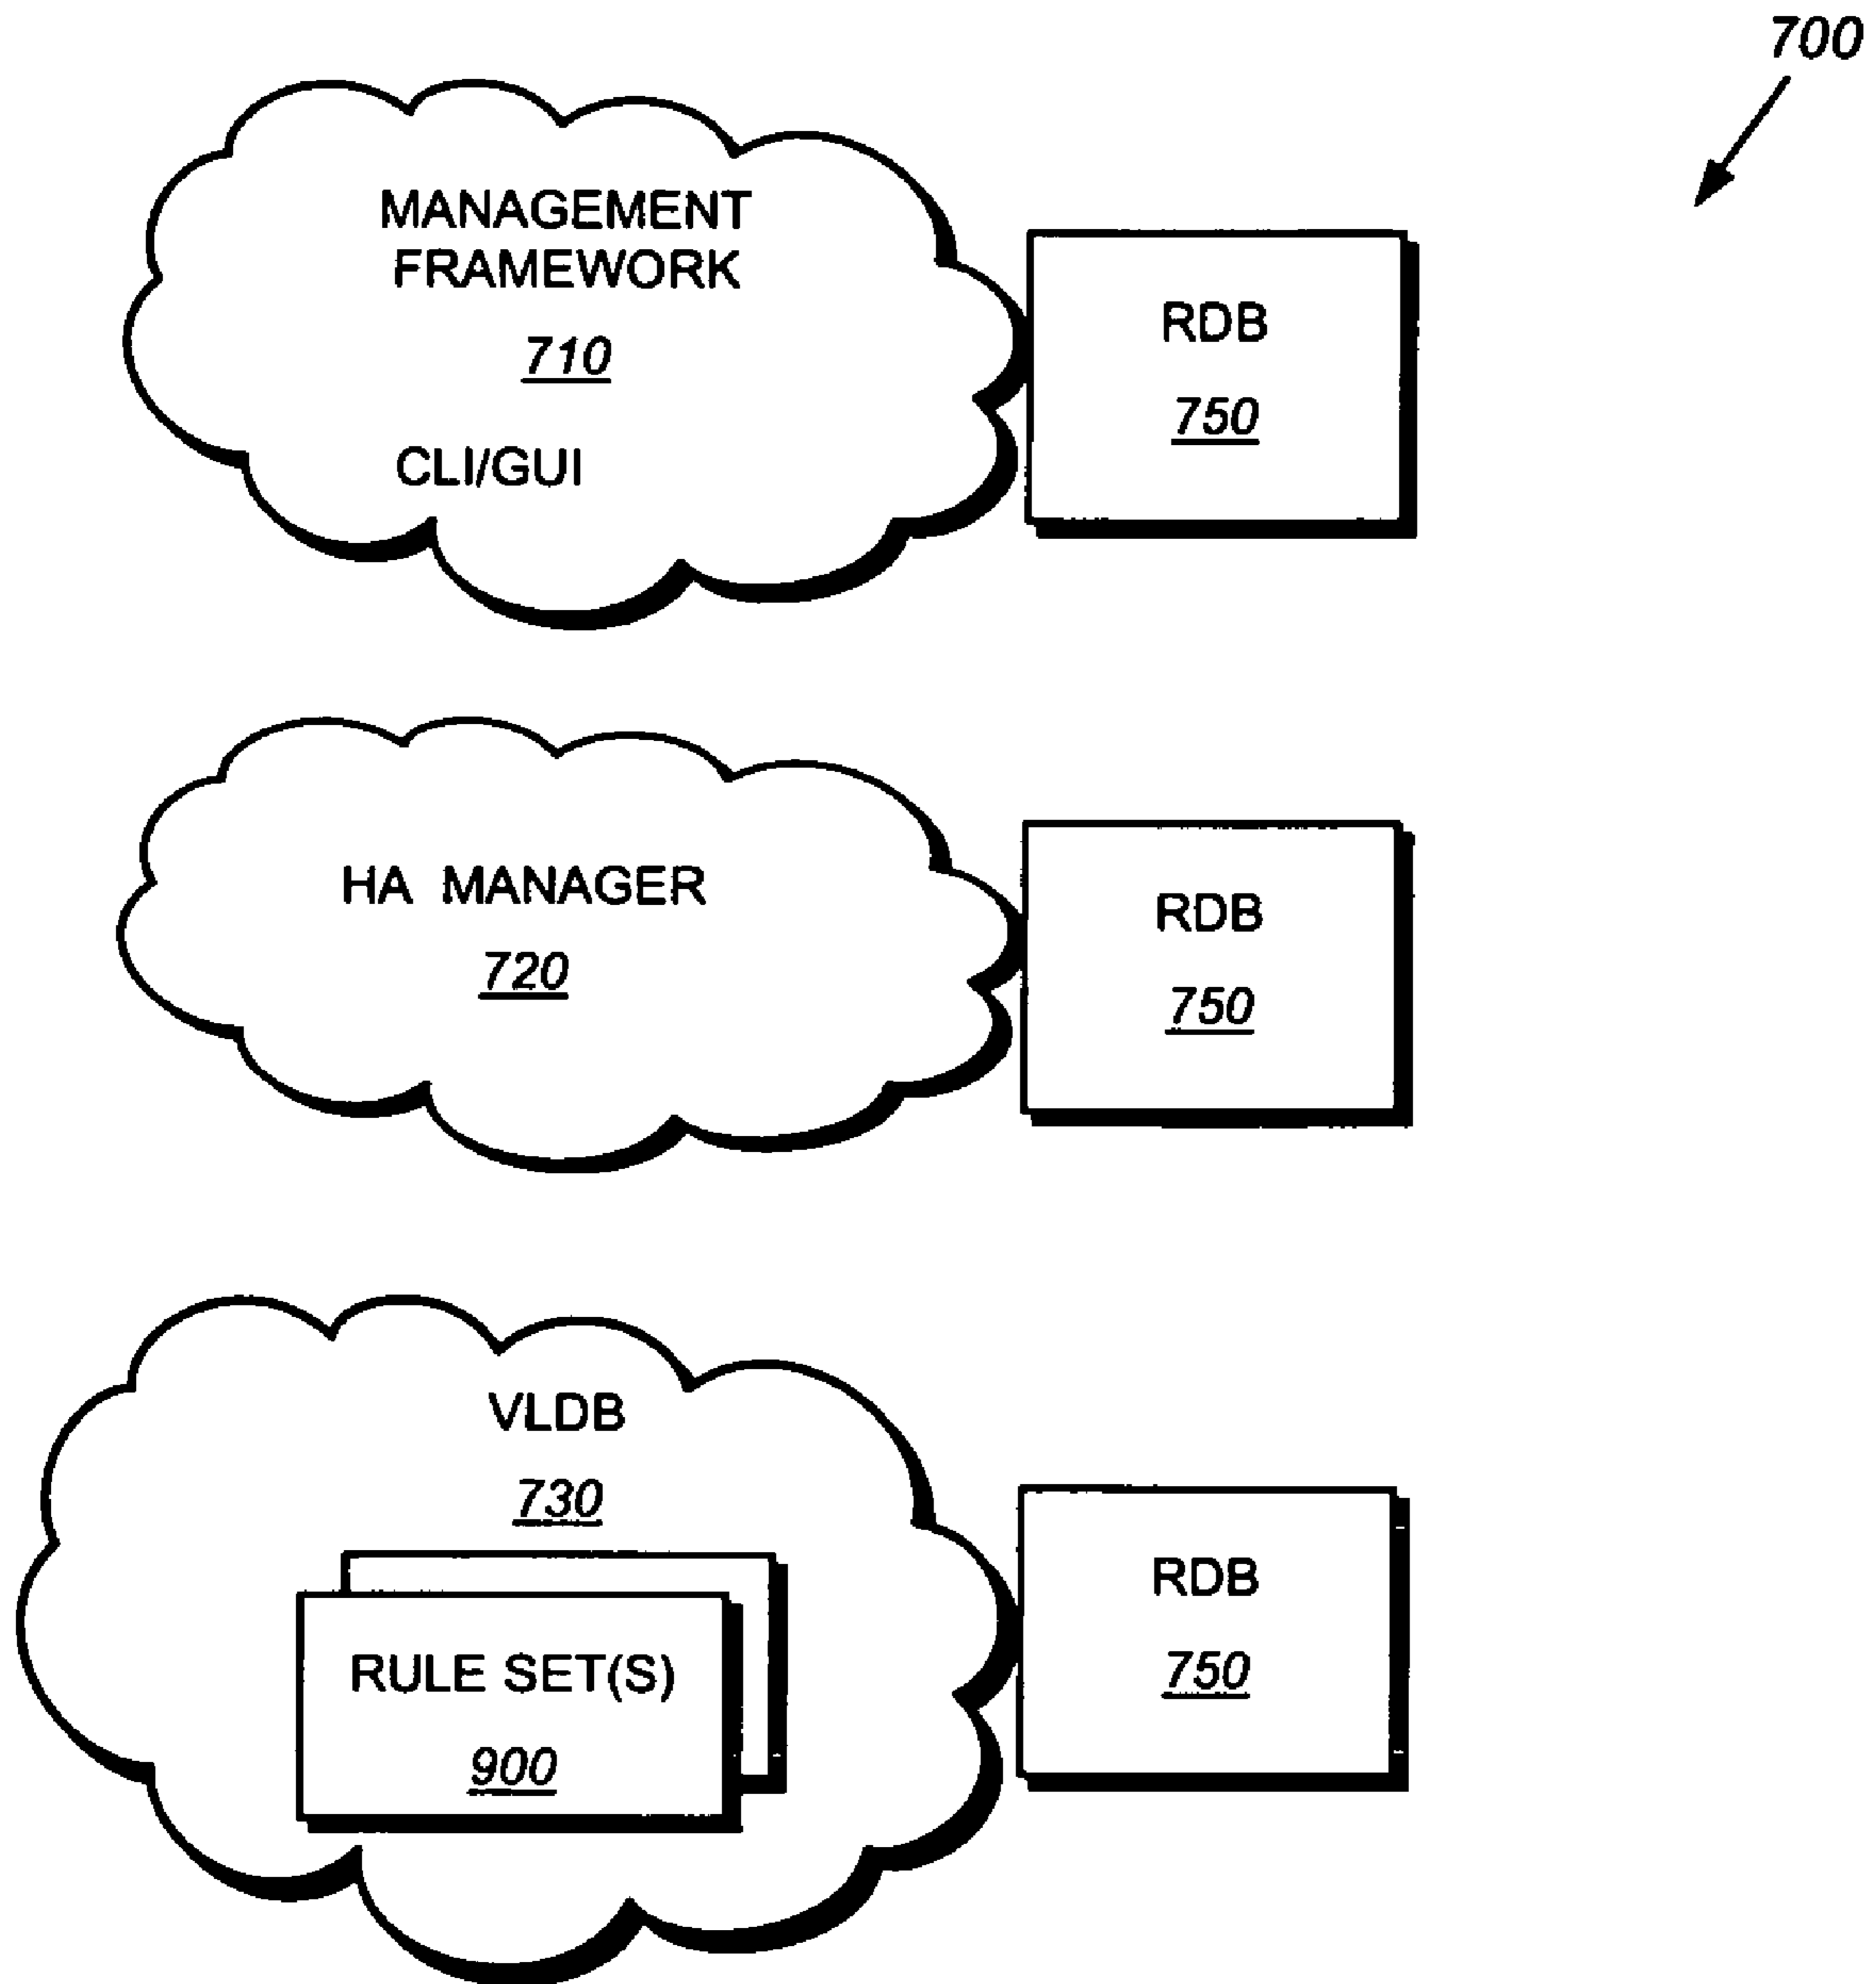 700
MANAGEMENT
FRAMEWORK
710
CLI/GUI
RDB
750
HA MANAGER
720
RDB
750
VLDB
730
RULE SET(S)
900
RDB
750